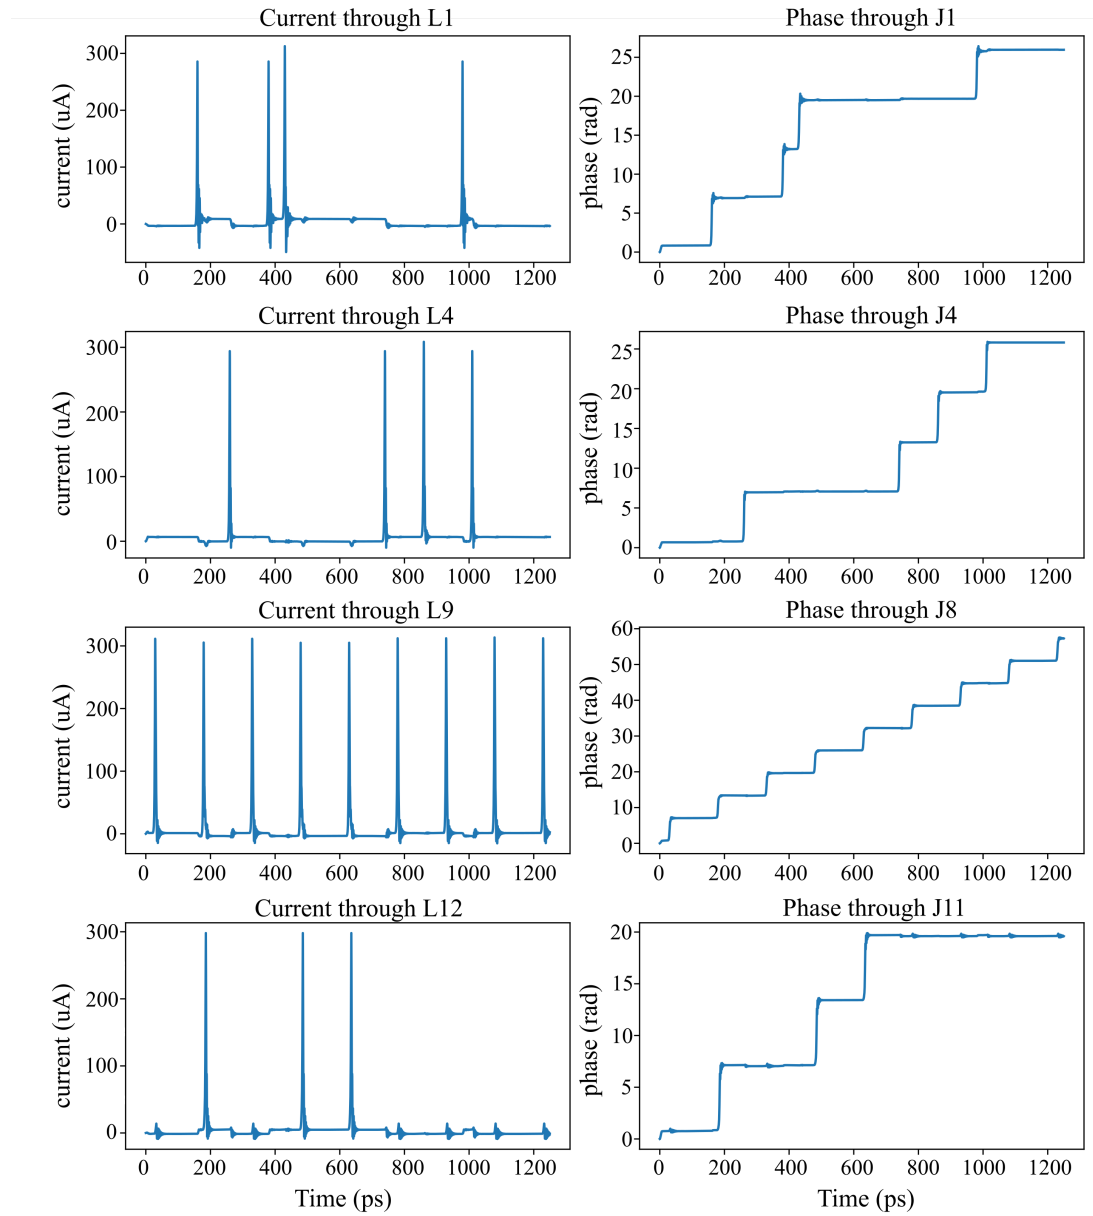 Current through L1
Phase through J1
current (uA)
300
200
100
0
0 200 400 600 800 1000 1200
phase (rad)
25
20
15
10
5
0
0 200 400 600 800 1000 1200
Current through L4
Phase through J4
current (uA)
300
200
100
0
0 200 400 600 800 1000 1200
phase (rad)
25
20
15
10
5
0
0 200 400 600 800 1000 1200
Current through L9
Phase through J8
current (uA)
300
200
100
0
0 200 400 600 800 1000 1200
phase (rad)
60
50
40
30
20
10
0
0 200 400 600 800 1000 1200
Current through L12
Phase through J11
current (uA)
300
200
100
0
0 200 400 600 800 1000 1200
Time (ps)
phase (rad)
20
15
10
5
0
0 200 400 600 800 1000 1200
Time (ps)